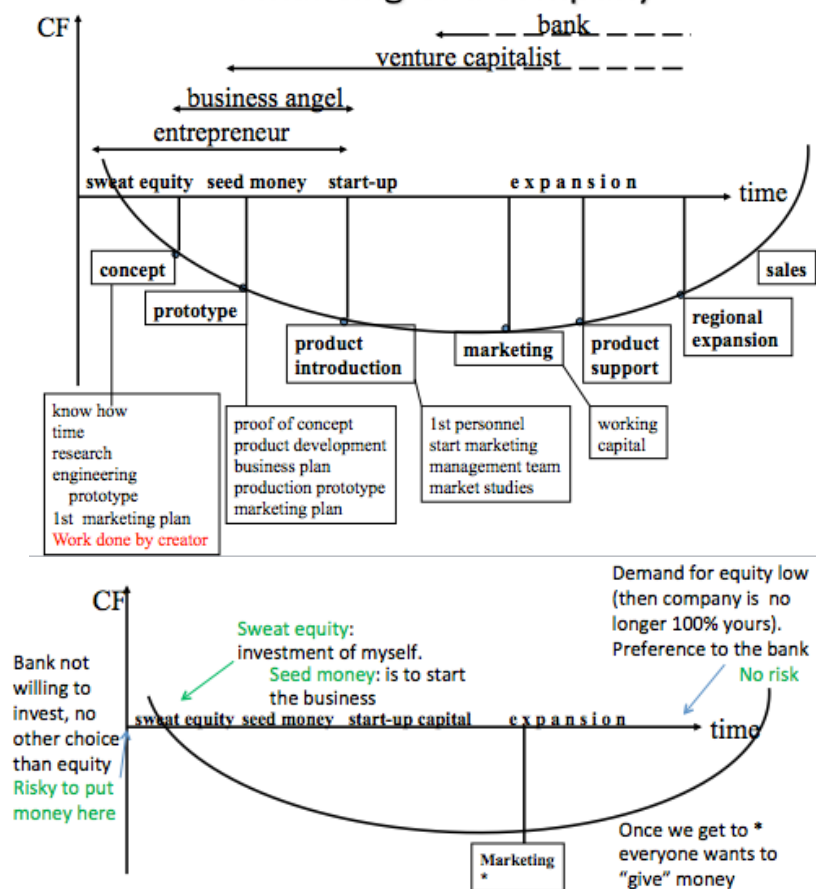 CF
bank
venture capitalist
business angel
entrepreneur
sweat equity seed money start-up expansion
time
concept
sales
prototype
regional
expansion
product
introduction
marketing
product
support
know how
time
research
engineering
prototype
1st marketing plan
Work done by creator
proof of concept
product development
business plan
production prototype
marketing plan
1st personnel
start marketing
management team
market studies
working
capital
CF
Demand for equity low
(then company is no
longer 100% yours).
Preference to the bank
No risk
Sweat equity:
investment of myself.
Seed money: is to start
the business
Bank not
willing to
invest, no
other choice
than equity
Risky to put
money here
sweat equity seed money start-up capital expansion
time
Marketing
*
Once we get to *
everyone wants to
“give” money